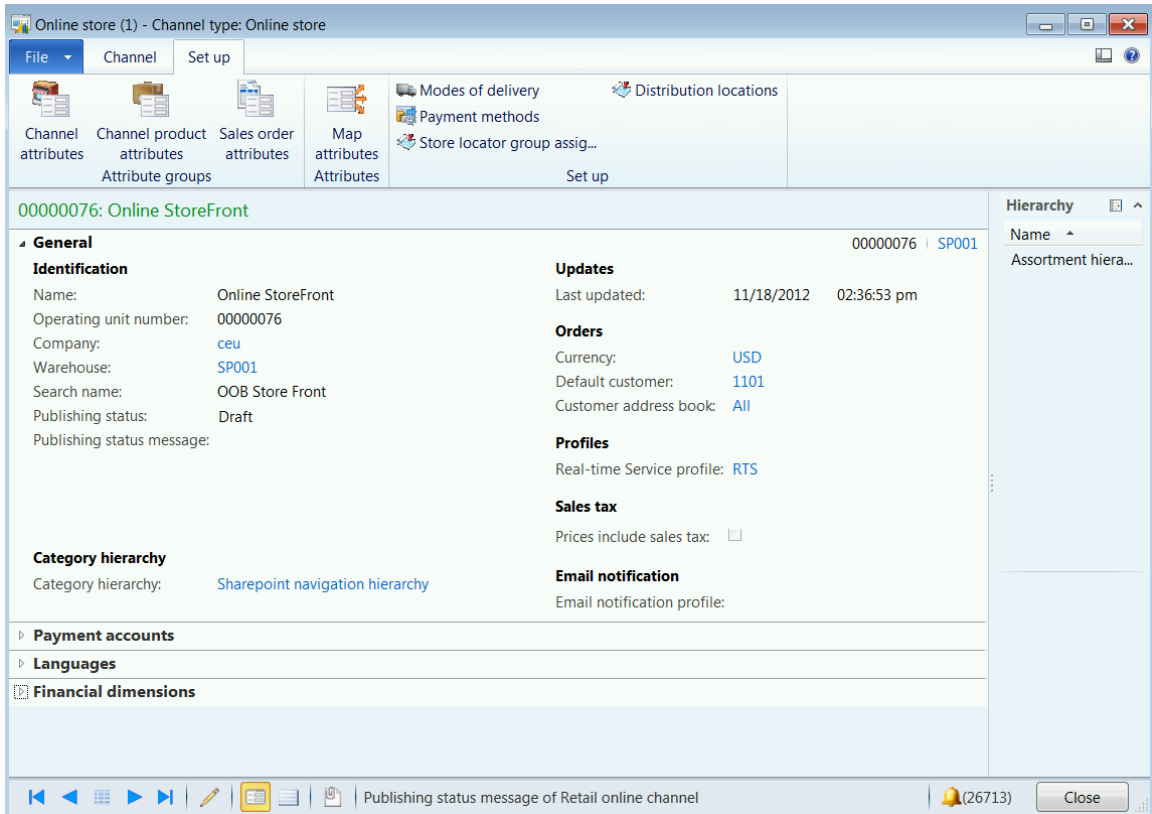 Online store (1) - Channel type: Online store
File Channel Set up
Modes of delivery Distribution locations
Payment methods
Store locator group assig...
Channel attributes Channel product attributes Sales order attributes Map attributes
Attribute groups Attributes Set up
00000076: Online StoreFront
General 00000076 SP001
Identification
Name: Online StoreFront
Operating unit number: 00000076
Company: ceu
Warehouse: SP001
Search name: OOB Store Front
Publishing status: Draft
Publishing status message:
Category hierarchy
Category hierarchy: Sharepoint navigation hierarchy
Updates
Last updated: 11/18/2012 02:36:53 pm
Orders
Currency: USD
Default customer: 1101
Customer address book: All
Profiles
Real-time Service profile: RTS
Sales tax
Prices include sales tax:
Email notification
Email notification profile:
Payment accounts
Languages
Financial dimensions
Hierarchy
Name
Assortment hiera...
Publishing status message of Retail online channel (26713) Close